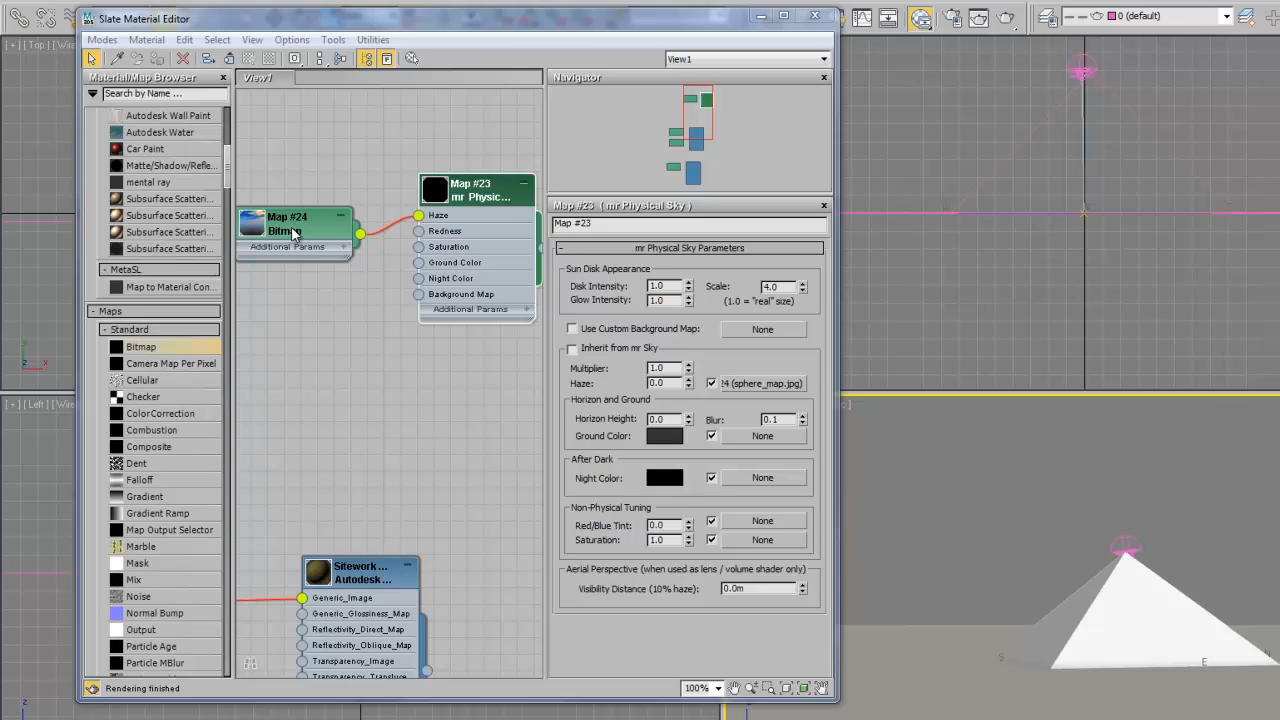 Slate Material Editor
Modes Material Edit Select View Options Tools Utilities
View1
0 (default)
Material/Map Browser
Search by Name ...
Autodesk Wall Paint
Autodesk Water
Car Paint
Matte/Shadow/Refle...
mental ray
Subsurface Scatteri...
Subsurface Scatteri...
Subsurface Scatteri...
Subsurface Scatteri...
- MetaSL
Map to Material Con...
- Maps
- Standard
Bitmap
Camera Map Per Pixel
Cellular
Checker
ColorCorrection
Combustion
Composite
Dent
Falloff
Gradient
Gradient Ramp
Map Output Selector
Marble
Mask
Mix
Noise
Normal Bump
Output
Particle Age
Particle MBlur
View1
Map #24
Bitmap
Additional Params +
Map #23
mr Physic...
Haze
Redness
Saturation
Ground Color
Night Color
Background Map
Additional Params +
Sitework...
Autodesk...
Generic_Image
Generic_Glossiness_Map
Reflectivity_Direct_Map
Reflectivity_Oblique_Map
Transparency_Image
Navigator
Map #23 ( mr Physical Sky )
Map #23
- mr Physical Sky Parameters
Sun Disk Appearance
Disk Intensity: 1.0 Scale: 4.0
Glow Intensity: 1.0 (1.0 = "real" size)
Use Custom Background Map: None
Inherit from mr Sky
Multiplier: 1.0
Haze: 0.0 !4 (sphere_map.jpg)
Horizon and Ground
Horizon Height: 0.0 Blur: 0.1
Ground Color: None
After Dark
Night Color: None
Non-Physical Tuning
Red/Blue Tint: 0.0 None
Saturation: 1.0 None
Aerial Perspective (when used as lens / volume shader only)
Visibility Distance (10% haze): 0.0m
Rendering finished
100%
[+] [Top] [Wire
[+] [Left] [Wire
S
E
N